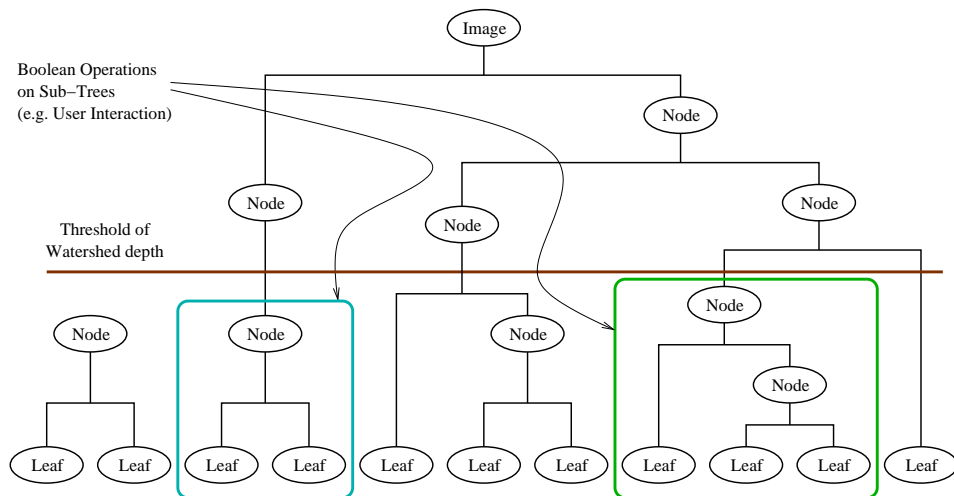 Image
Boolean Operations
on Sub−Trees
(e.g. User Interaction)
Node
Node
Node
Node
Threshold of
Watershed depth
Node
Node
Node
Node
Node
Leaf
Leaf
Leaf
Leaf
Leaf
Leaf
Leaf
Leaf
Leaf
Leaf
Leaf